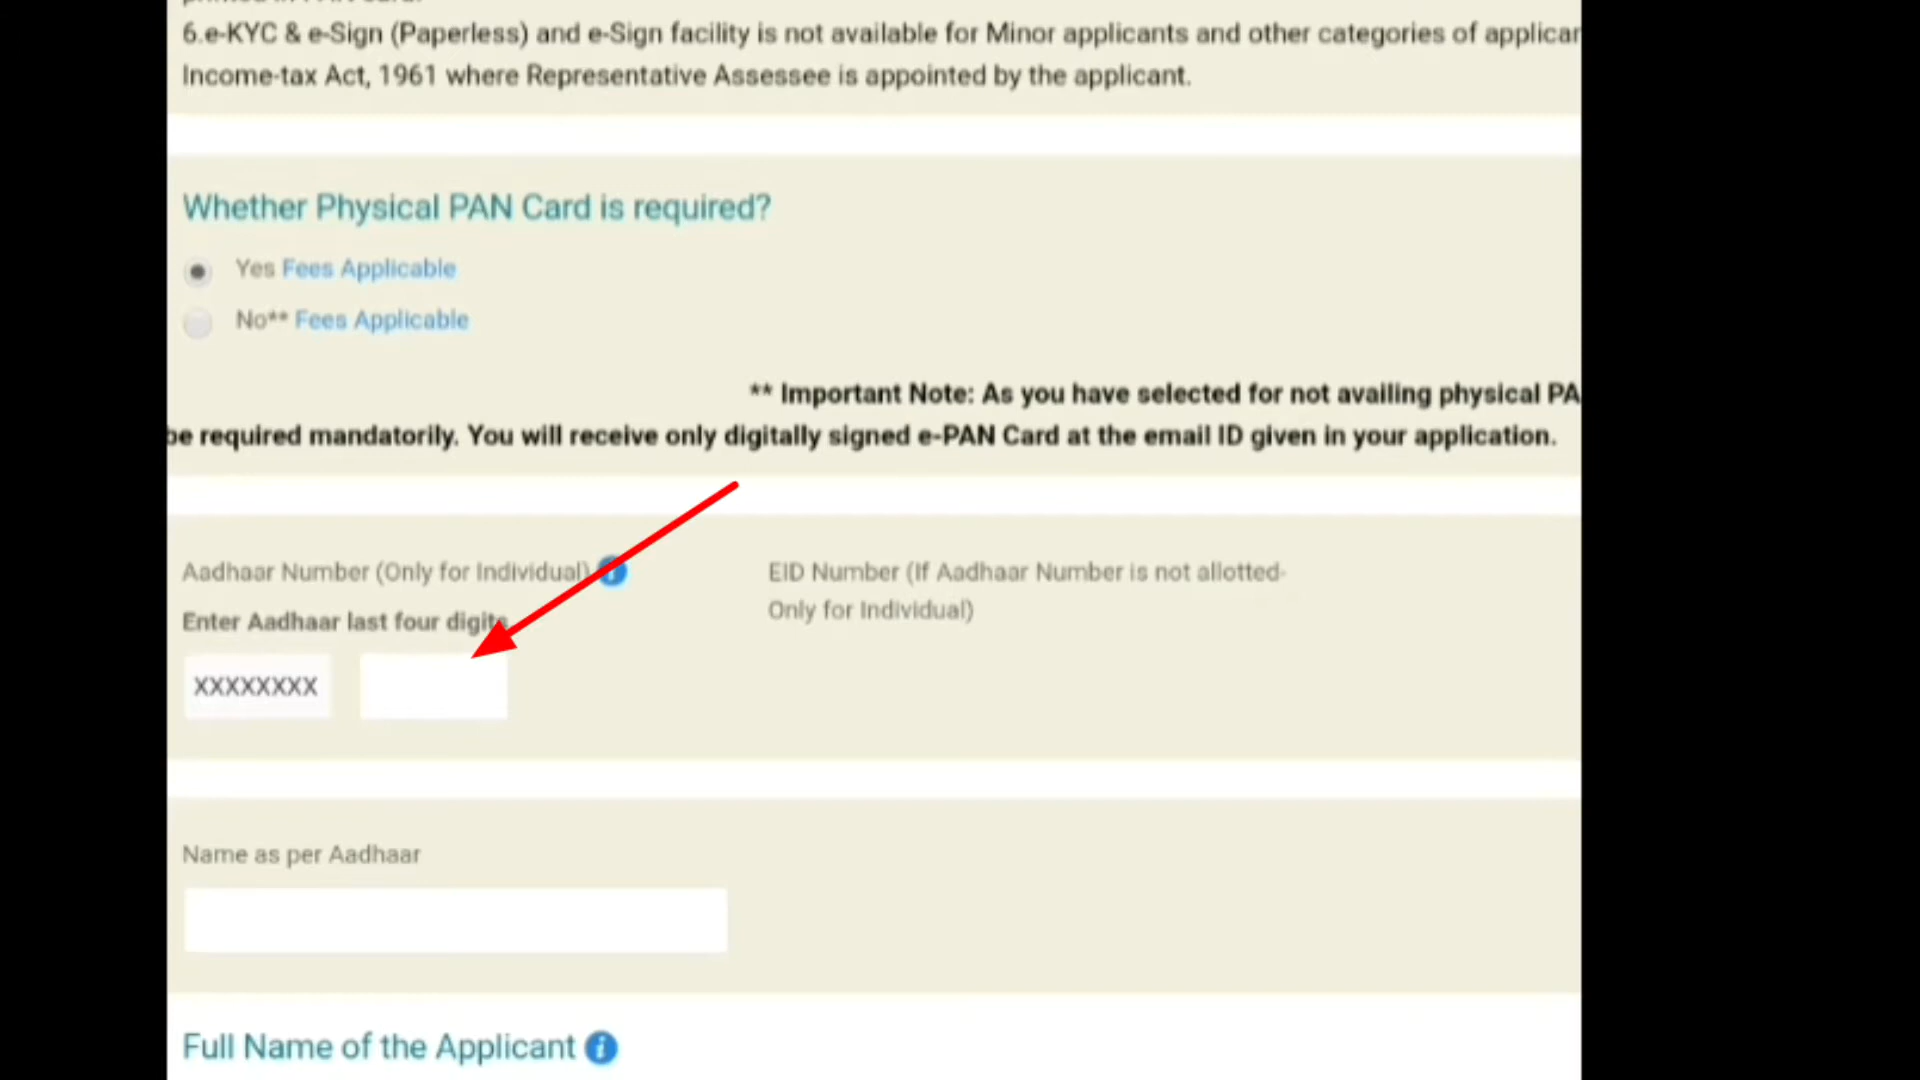 6.e-KYC & e-Sign (Paperless) and e-Sign facility is not available for Minor applicants and other categories of
Income-tax Act, 1961 where Representative Assessee is appointed by the applicant.
Whether Physical PAN Card is required?
Yes Fees Applicable
No** Fees Applicable
** Important Note: As you have selected for not availing physical PA
be required mandatorily. You will receive only digitally signed e-PAN Card at the email ID given in your application.
Aadhaar Number (Only for Individual)
EID Number (If Aadhaar Number is not allotted-
Only for Individual)
Enter Aadhaar last four digits
XXXXXXXX
Name as per Aadhaar
Full Name of the Applicant i